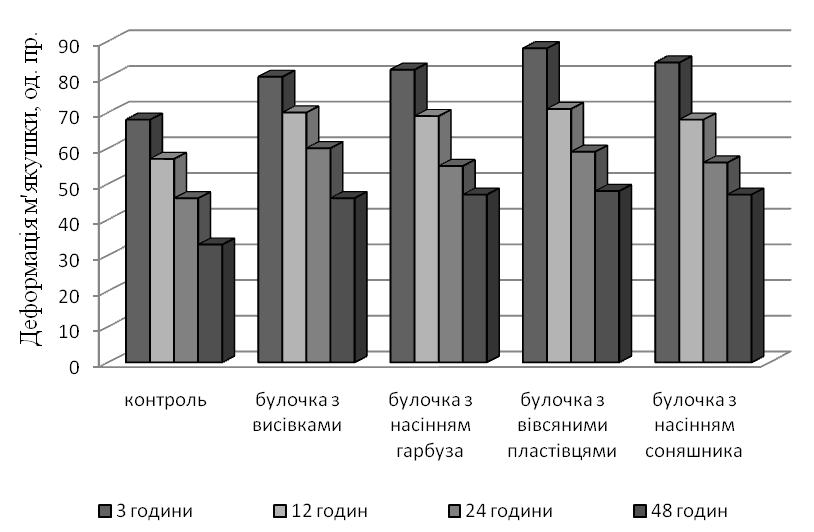 Деформація м'якушки, од. пр.
90
80
70
60
50
40
30
20
10
0
контроль
булочка з
висівками
булочка з
насінням
гарбуза
булочка з
вівсяними
пластівцями
булочка з
насінням
соняшника
3 години
12 годин
24 години
48 годин